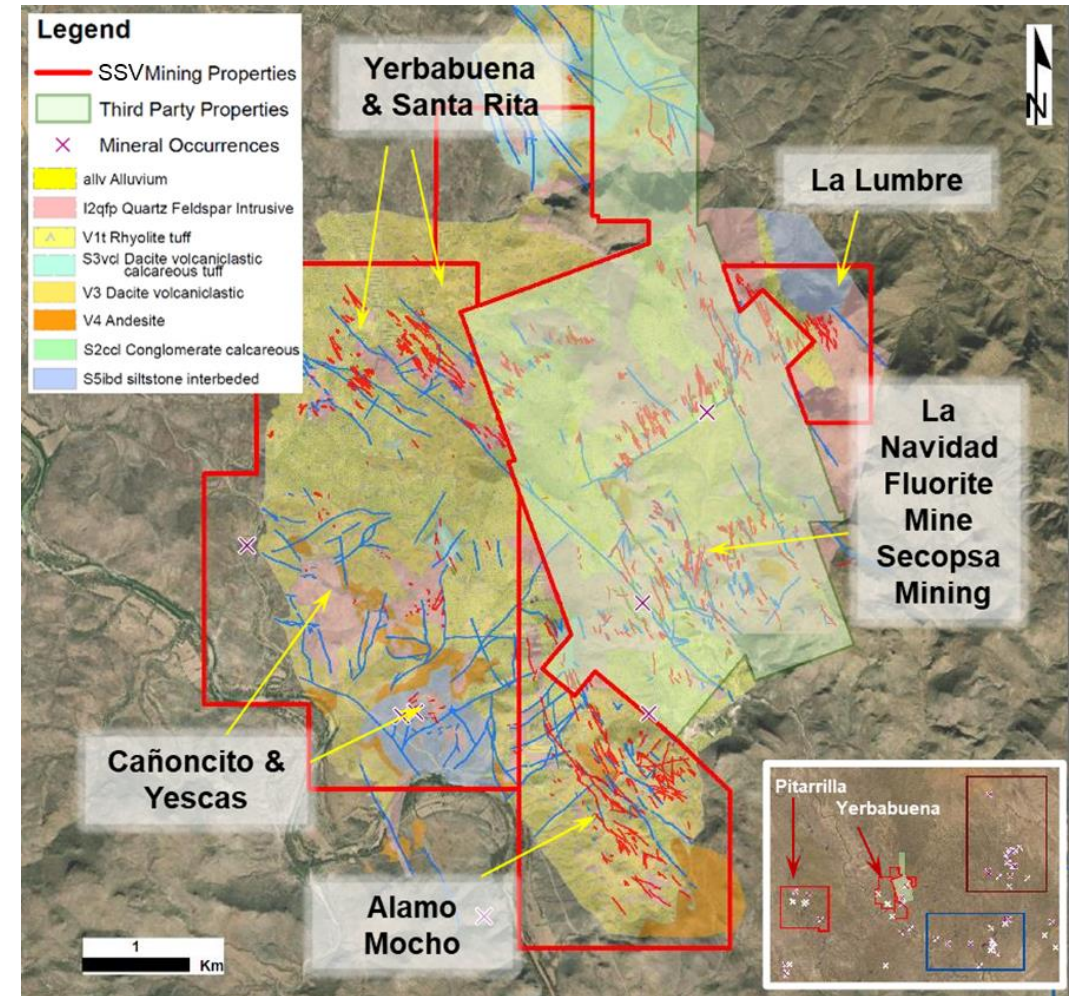 Legend
SSV Mining Properties
Third Party Properties
Mineral Occurrences
allv Alluvium
I2qfp Quartz Feldspar Intrusive
V1t Rhyolite tuff
S3vcl Dacite volcaniclastic
calcareous tuff
V3 Dacite volcaniclastic
V4 Andesite
S2ccl Conglomerate calcareous
S5ibd siltstone interbeded
Yerbabuena
& Santa Rita
N
La Lumbre
La
Navidad
Fluorite
Mine
Secopsa
Mining
Cañoncito &
Yescas
Alamo
Mocho
Pitarrilla
Yerbabuena
1
Km